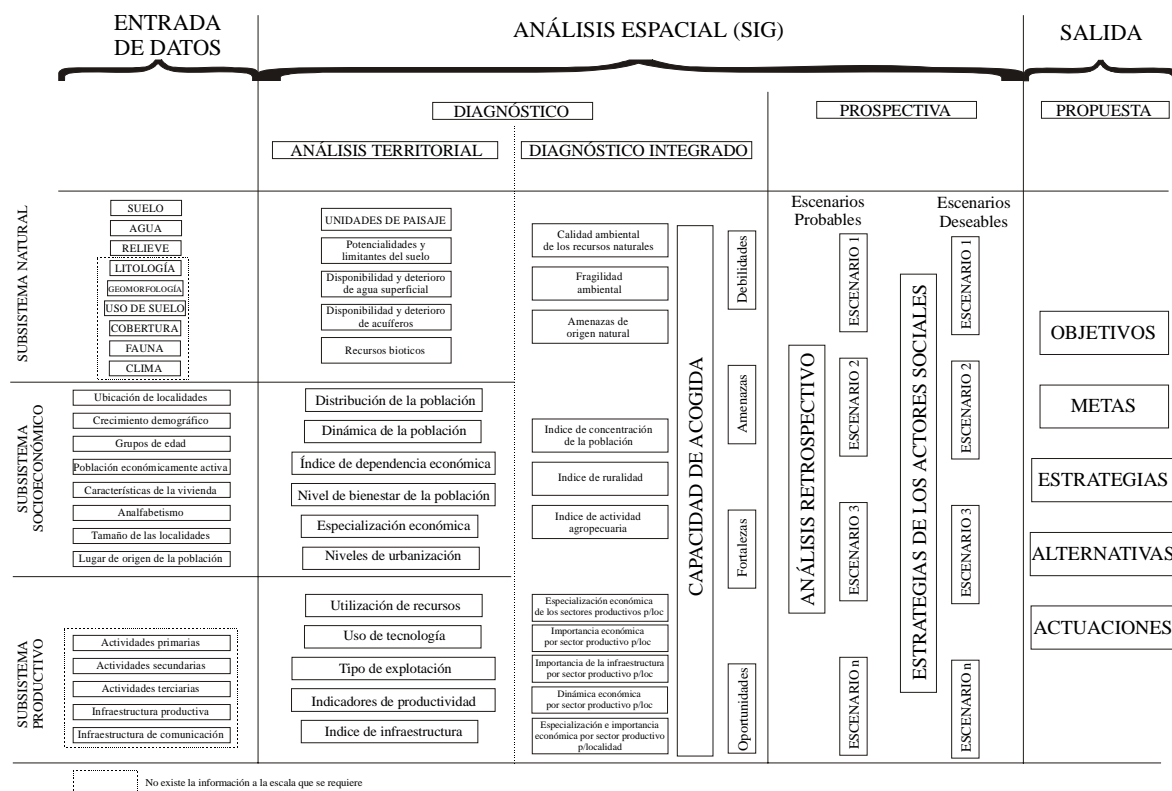 ENTRADA
DE DATOS
ANÁLISIS ESPACIAL (SIG)
SALIDA
DIAGNÓSTICO
PROSPECTIVA
PROPUESTA
ANÁLISIS TERRITORIAL
DIAGNÓSTICO INTEGRADO
SUBSISTEMA NATURAL
SUELO
AGUA
RELIEVE
LITOLOGÍA
GEOMORFOLOGÍA
USO DE SUELO
COBERTURA
FAUNA
CLIMA
UNIDADES DE PAISAJE
Potencialidades y
limitantes del suelo
Disponibilidad y deterioro
de agua superficial
Disponibilidad y deterioro
de acuíferos
Recursos bioticos
Calidad ambiental
de los recursos naturales
Fragilidad
ambiental
Amenazas de
origen natural
SUBSISTEMA
SOCIOECONÓMICO
Ubicación de localidades
Crecimiento demográfico
Grupos de edad
Población económicamente activa
Características de la vivienda
Analfabetismo
Tamaño de las localidades
Lugar de origen de la población
Distribución de la población
Dinámica de la población
Índice de dependencia económica
Nivel de bienestar de la población
Especialización económica
Niveles de urbanización
Indice de concentración
de la población
Indice de ruralidad
Indice de actividad
agropecuaria
SUBSISTEMA
PRODUCTIVO
Actividades primarias
Actividades secundarias
Actividades terciarias
Infraestructura productiva
Infraestructura de comunicación
Utilización de recursos
Uso de tecnología
Tipo de explotación
Indicadores de productividad
Indice de infraestructura
Especialización económica
de los sectores productivos p/loc
Importancia económica
por sector productivo p/loc
Importancia de la infraestructura
por sector productivo p/loc
Dinámica económica
por sector productivo p/loc
Especialización e importancia
económica por sector productivo
p/localidad
CAPACIDAD DE ACOGIDA
Debilidades
Amenazas
Fortalezas
Oportunidades
ANÁLISIS RETROSPECTIVO
Escenarios
Probables
ESCENARIO 1
ESCENARIO 2
ESCENARIO 3
ESCENARIO n
ESTRATEGIAS DE LOS ACTORES SOCIALES
Escenarios
Deseables
ESCENARIO 1
ESCENARIO 2
ESCENARIO 3
ESCENARIO n
OBJETIVOS
METAS
ESTRATEGIAS
ALTERNATIVAS
ACTUACIONES
No existe la información a la escala que se requiere